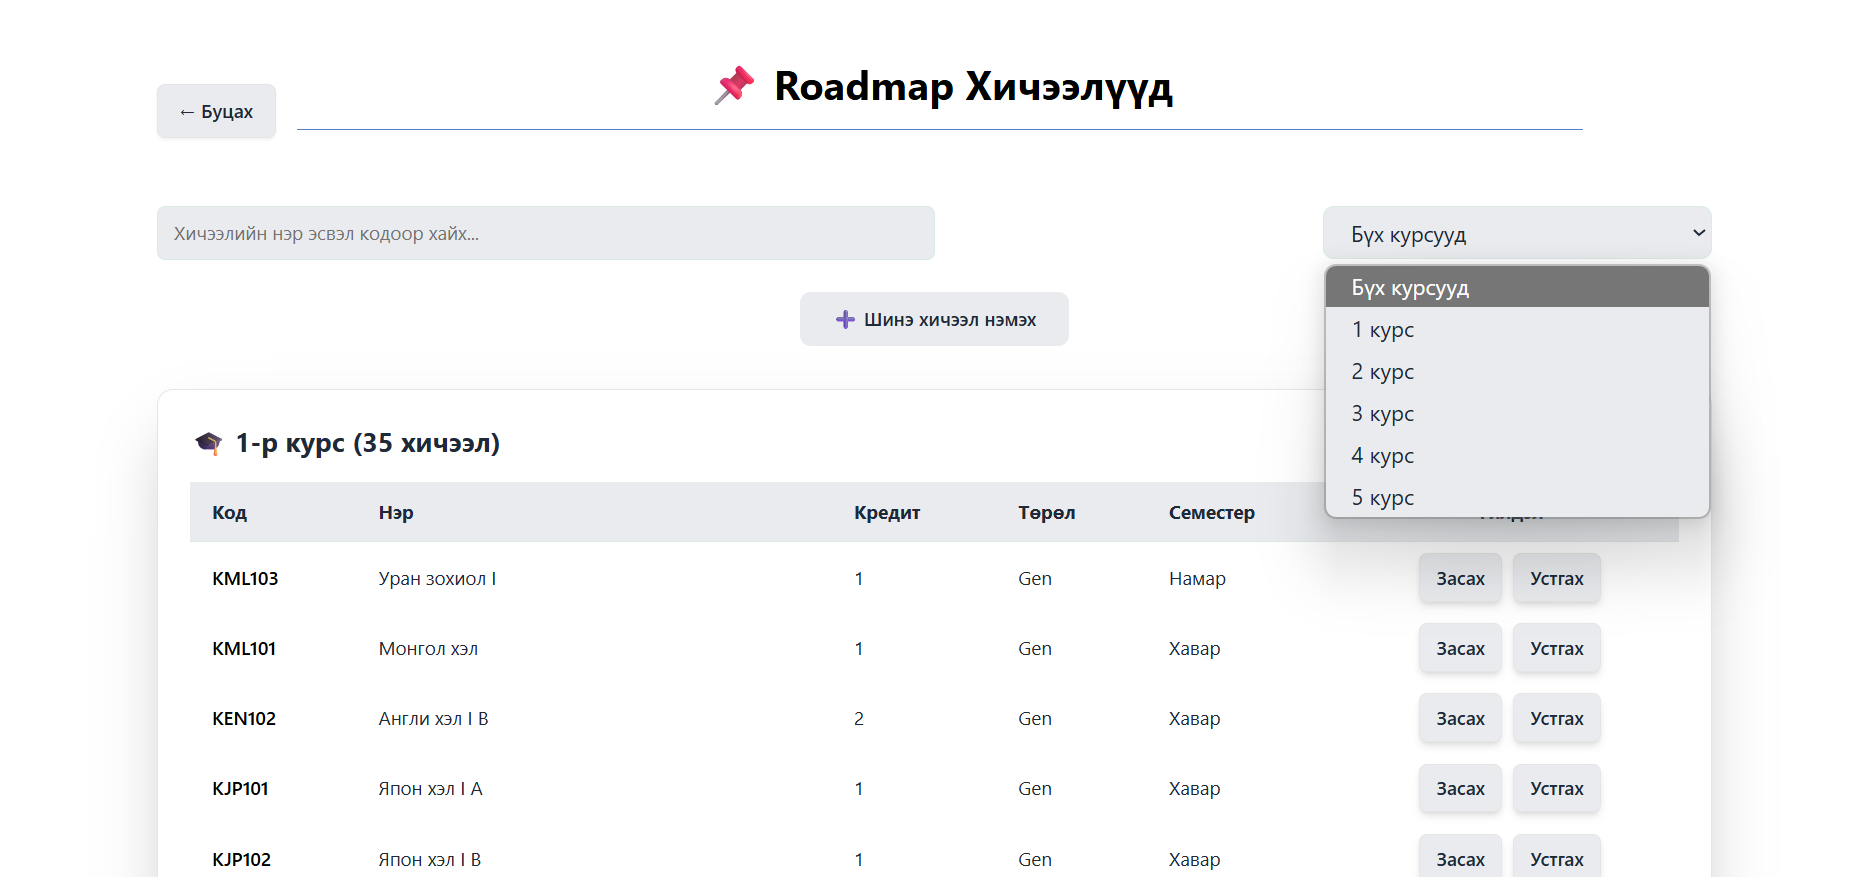 ← Буцах
Roadmap Хичээлүүд
Хичээлийн нэр эсвэл кодоор хайх...
Бүх курсууд
Бүх курсууд
1 курс
2 курс
3 курс
4 курс
5 курс
Шинэ хичээл нэмэх
1-р курс (35 хичээл)
Код Нэр Кредит Төрөл Семестер
KML103 Уран зохиол I 1 Gen Намар Засах Устгах
KML101 Монгол хэл 1 Gen Хавар Засах Устгах
KEN102 Англи хэл I B 2 Gen Хавар Засах Устгах
KJP101 Япон хэл I A 1 Gen Хавар Засах Устгах
KJP102 Япон хэл I B 1 Gen Хавар Засах Устгах